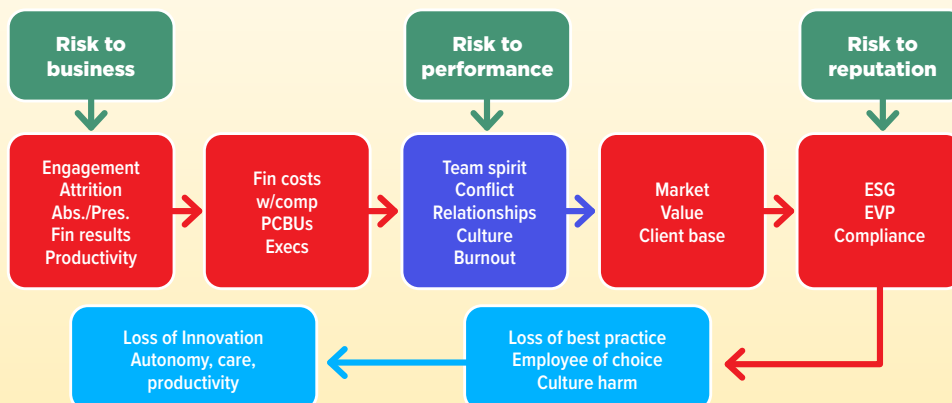 Risk to
business
Risk to
performance
Risk to
reputation
Engagement
Attrition
Abs./Pres.
Fin results
Productivity
Fin costs
w/comp
PCBUs
Execs
Team spirit
Conflict
Relationships
Culture
Burnout
Market
Value
Client base
ESG
EVP
Compliance
Loss of Innovation
Autonomy, care,
productivity
Loss of best practice
Employee of choice
Culture harm